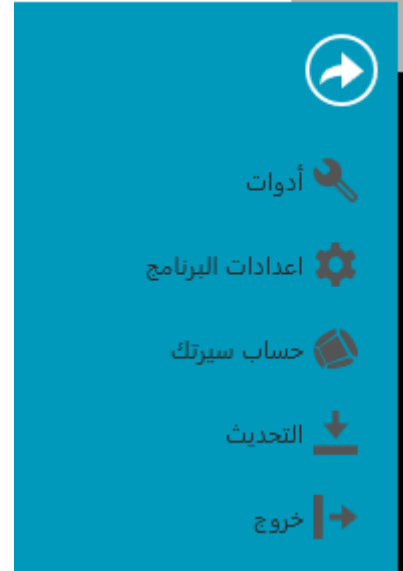 أدوات
اعدادات البرنامج
حساب سيرتك
التحديث
خروج